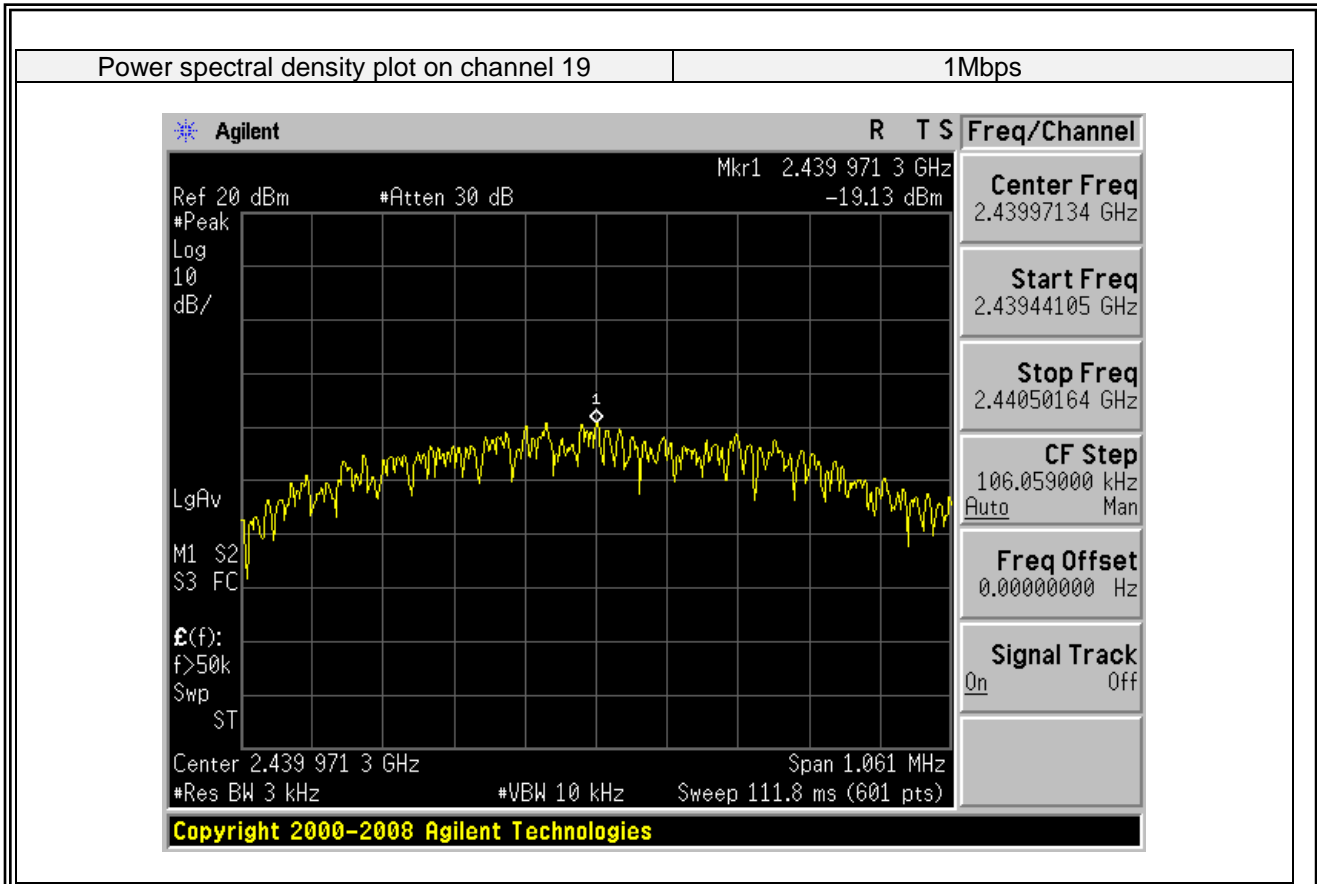 Power spectral density plot on channel 19 1Mbps
Agilent R T S Freq/Channel
Mkr1 2.439 971 3 GHz
Ref 20 dBm #Atten 30 dB -19.13 dBm
#Peak
Log
10
dB/
1
LgAv
M1 S2
S3 FC
£(f):
f>50k
Swp
ST
Center 2.439 971 3 GHz Span 1.061 MHz
#Res BW 3 kHz #VBW 10 kHz Sweep 111.8 ms (601 pts)
Copyright 2000-2008 Agilent Technologies
Center Freq
2.43997134 GHz
Start Freq
2.43944105 GHz
Stop Freq
2.44050164 GHz
CF Step
106.059000 kHz
Auto Man
Freq Offset
0.00000000 Hz
Signal Track
On Off